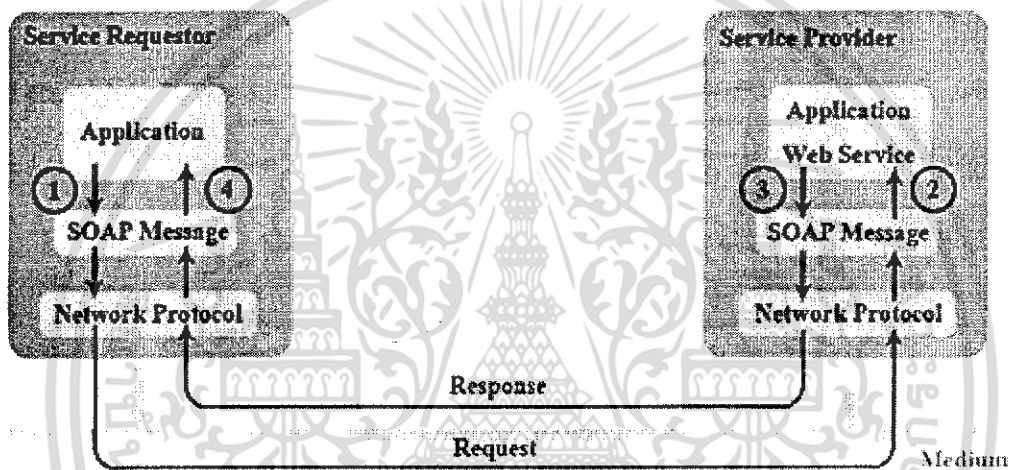 Service Requestor
Application
1
4
SOAP Message
Network Protocol
Service Provider
Application
Web Service
3
2
SOAP Message
Network Protocol
Response
Request
Medium